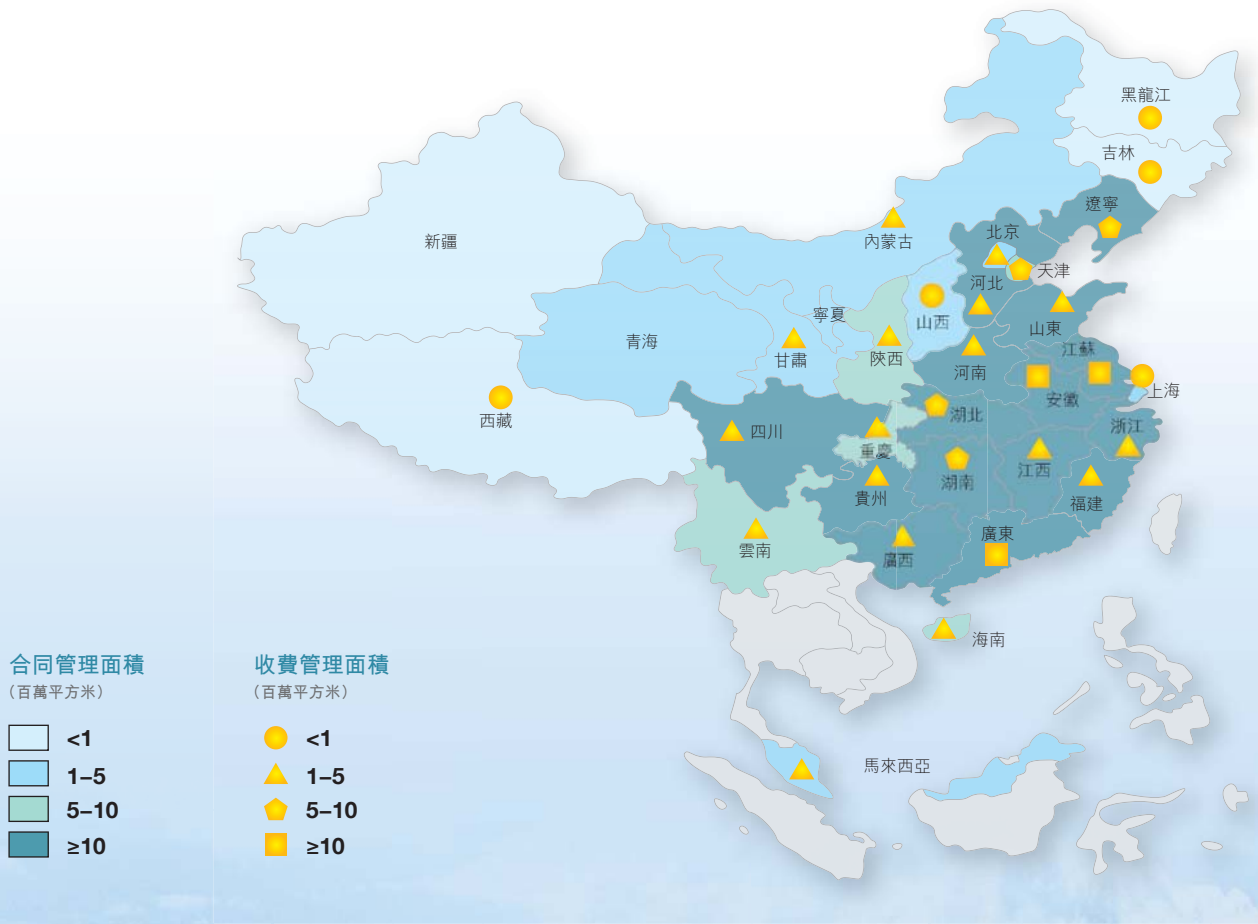 黑龍江
吉林
遼寧
新疆
內蒙古
北京
天津
河北
寧夏
山西
山東
青海
甘肅
陝西
河南
江蘇
上海
西藏
安徽
四川
湖北
浙江
重慶
江西
湖南
貴州
福建
廣東
雲南
廣西
海南
馬來西亞
合同管理面積
（百萬平方米）
<1
1–5
5–10
≥10
收費管理面積
（百萬平方米）
<1
1–5
5–10
≥10